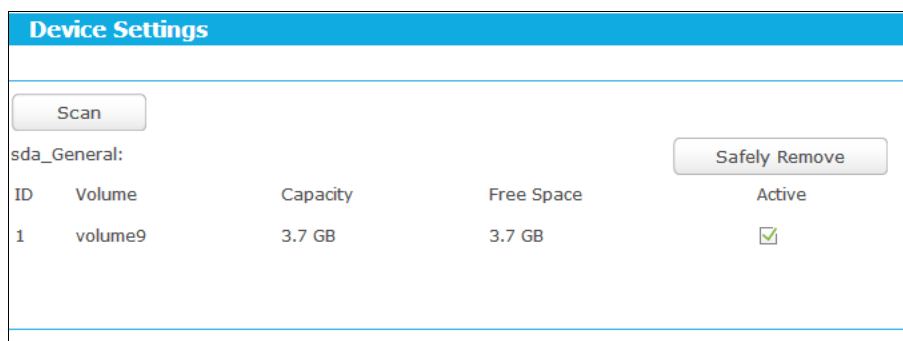 Device Settings
Scan
sda_General:
Safely Remove
ID Volume Capacity Free Space Active
1 volume9 3.7 GB 3.7 GB